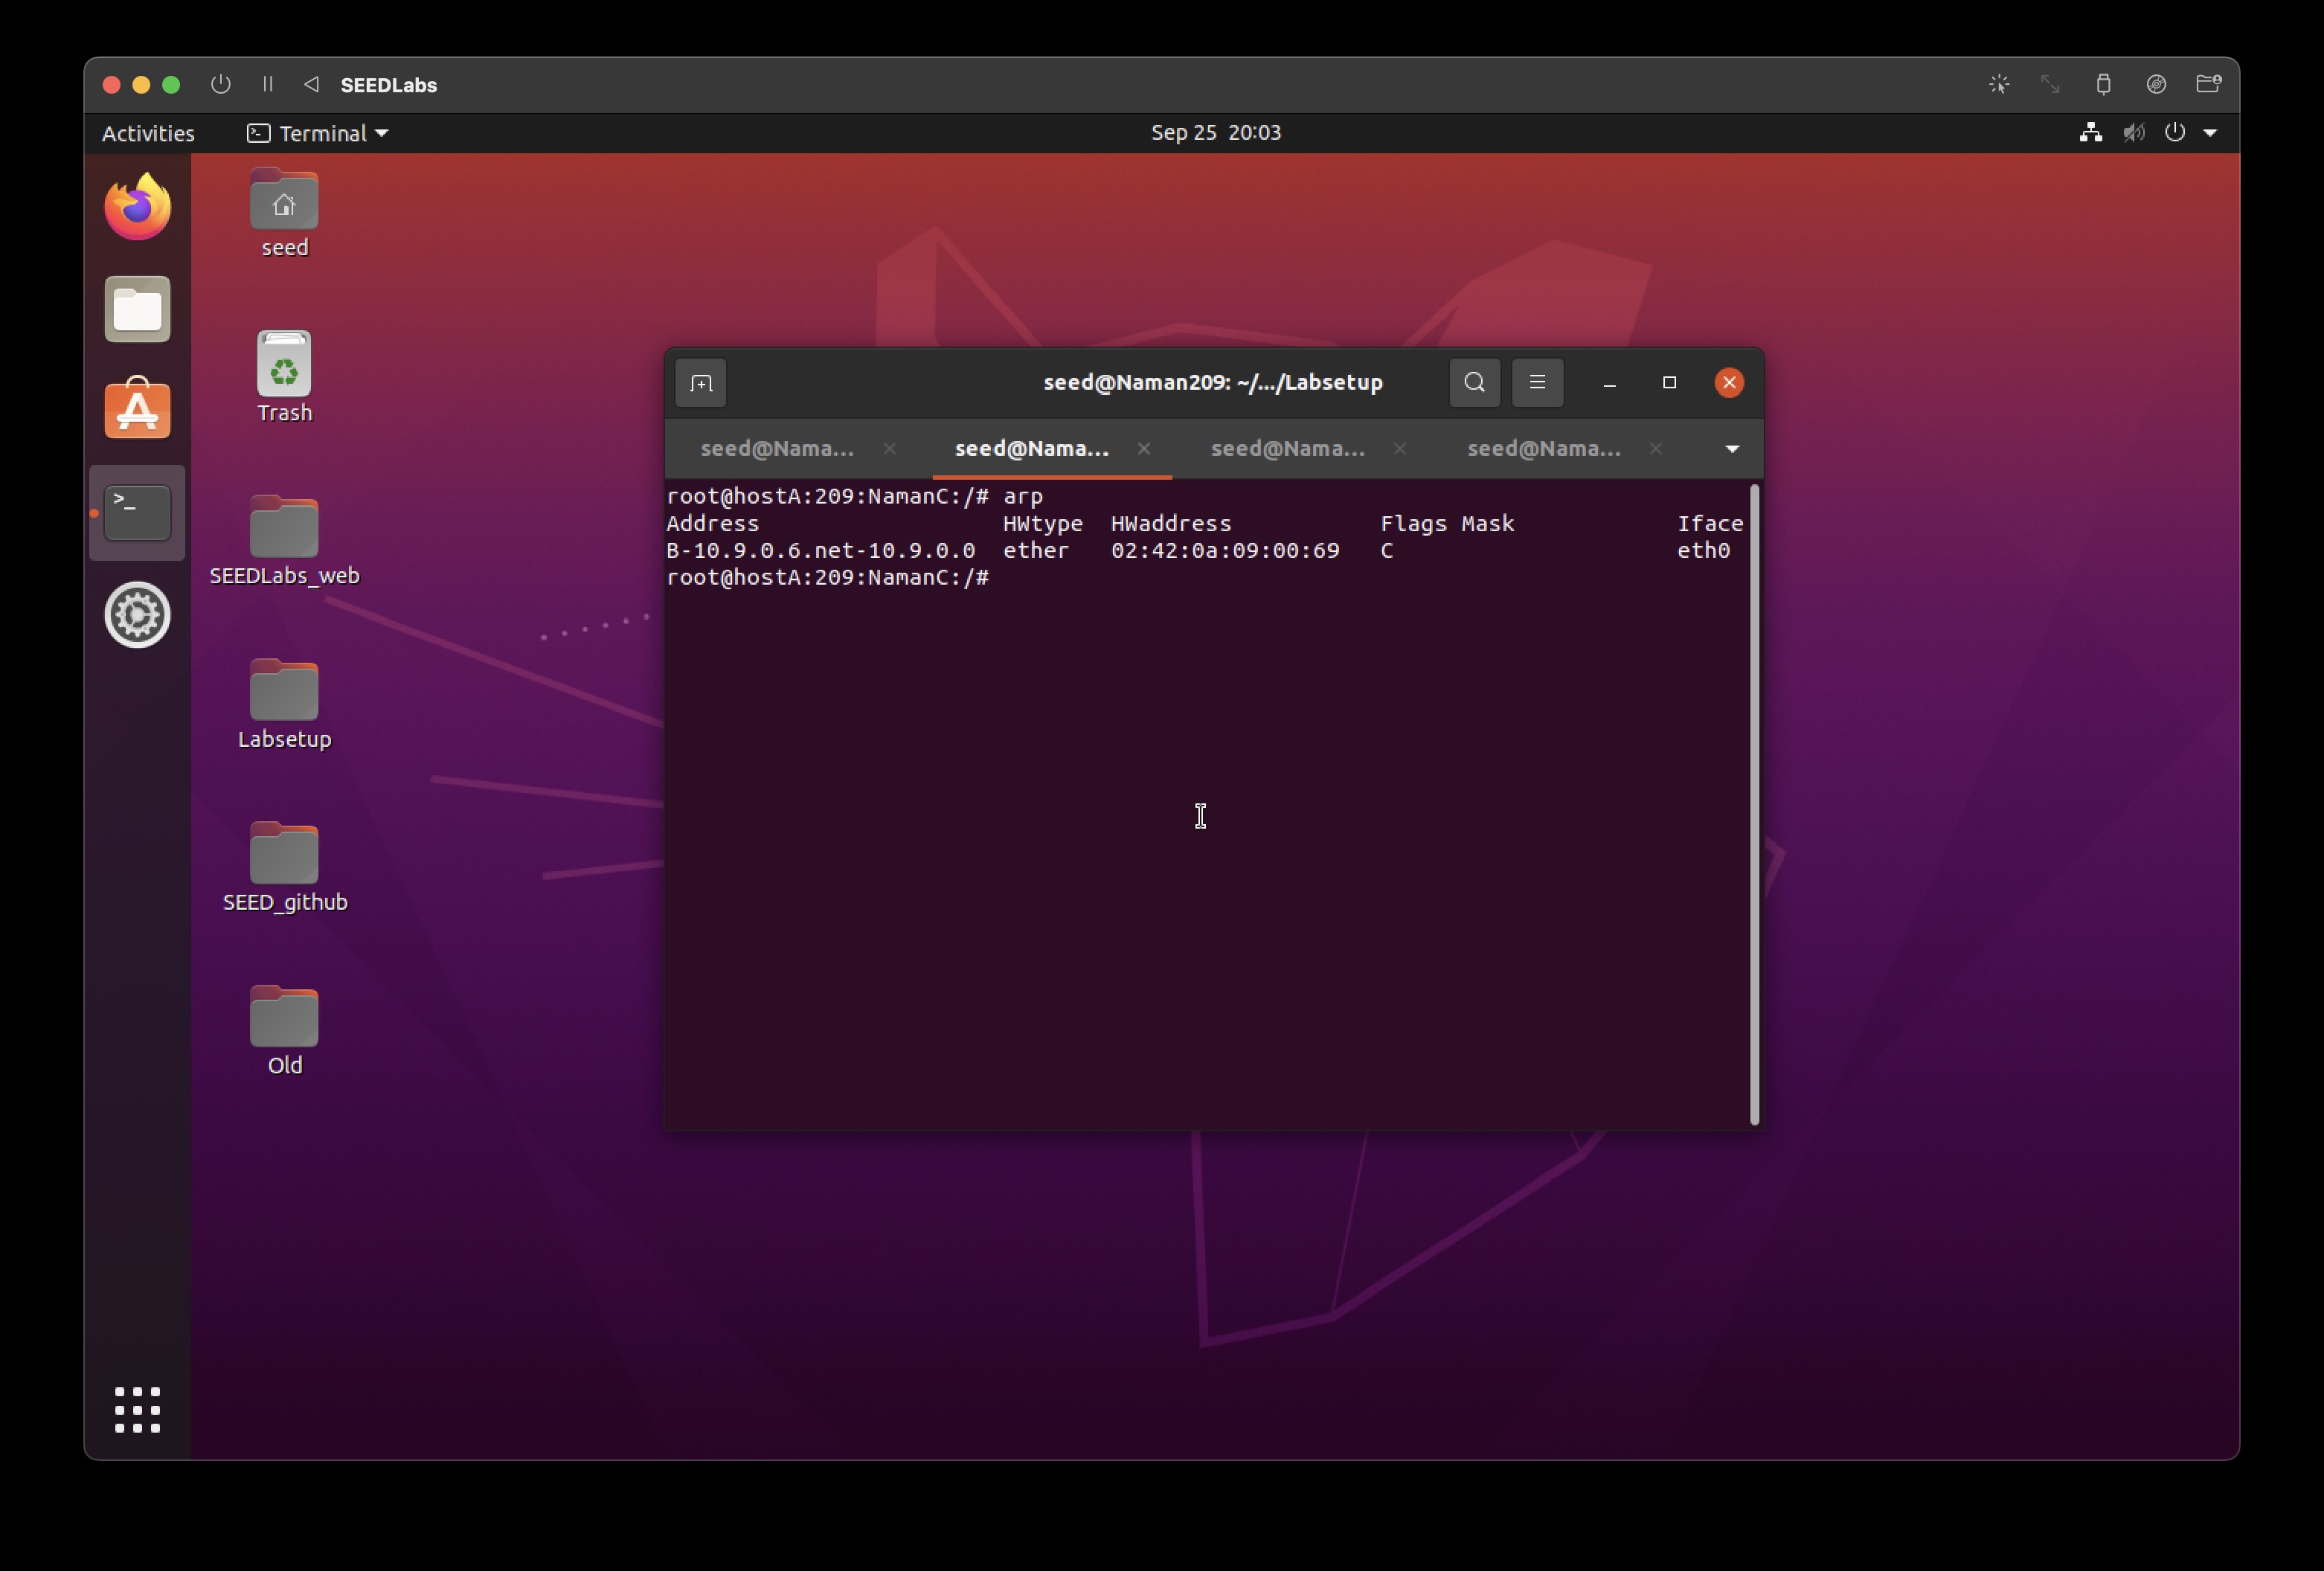 SEEDLabs
Activities
Terminal
Sep 25 20:03
seed
Trash
SEEDLabs_web
Labsetup
SEED_github
Old
seed@Naman209: ~/.../Labsetup
seed@Nama... seed@Nama... seed@Nama... seed@Nama...
root@hostA:209:NamanC:/# arp
Address HWtype HWaddress Flags Mask Iface
B-10.9.0.6.net-10.9.0.0 ether 02:42:0a:09:00:69 C eth0
root@hostA:209:NamanC:/#